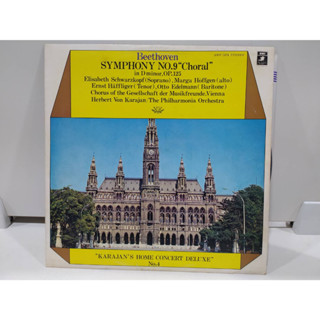 Beethoven
SYMPHONY NO.9"Choral"
in D minor, OP.125
Elisabeth Schwarzkopf(Soprano), Marga Höffgen(alto)
Ernst Häffliger(Tenor), Otto Edelmann(Baritone)
Chorus of the Gesellschaft der Musikfreunde, Vienna
Herbert Von Karajan/The Philharmonia Orchestra
"KARAJAN'S HOME CONCERT DELUXE"
No.4